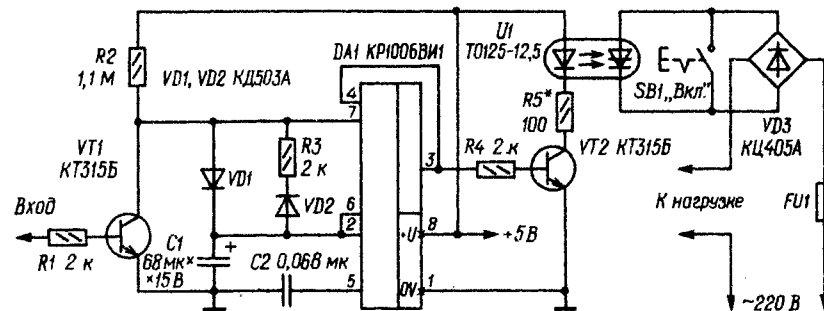 R2
1,1 М
VD1, VD2 КД503А
DA1 КР1006ВИ1
U1
ТО125-12,5
SB1 „Вкл."
VD3
КЦ405А
FU1
VT1
КТ315Б
VD1
R3
2 к
VD2
4
7
6
2
5
3
8
1
+U
0V
R4 2 к
R5*
100
VT2 КТ315Б
+5 В
К нагрузке
~220 В
Вход
R1 2 к
C1
68 мк×
×15 В
+
C2 0,068 мк